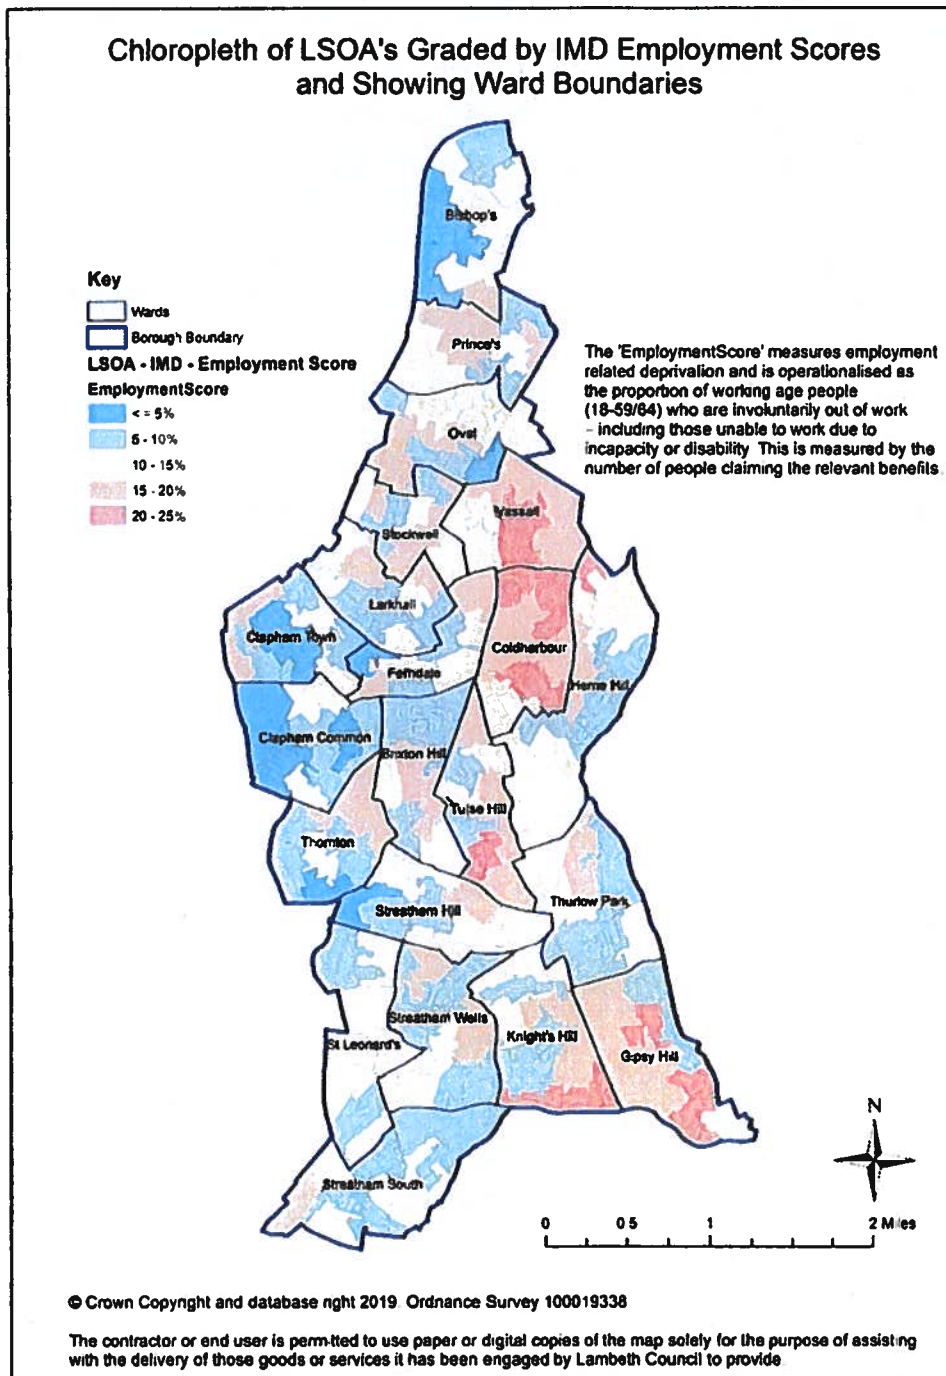 Chloropleth of LSOA's Graded by IMD Employment Scores
and Showing Ward Boundaries
Bishop's
Key
Wards
Borough Boundary
LSOA - IMD - Employment Score
EmploymentScore
< = 5%
5 - 10%
10 - 15%
15 - 20%
20 - 25%
Prince's
The 'EmploymentScore' measures employment
related deprivation and is operationalised as
the proportion of working age people
(18-59/64) who are involuntarily out of work
- including those unable to work due to
incapacity or disability This is measured by the
number of people claiming the relevant benefits
Oval
Vassall
Stockwell
Larkhall
Clapham Town
Coldharbour
Ferndale
Herne Hill
Clapham Common
Brixton Hill
Tulse Hill
Thornton
Thurlow Park
Streatham Hill
Streatham Wells
Knight's Hill
St Leonard's
Gipsy Hill
N
Streatham South
0 0 5 1 2 Miles
© Crown Copyright and database right 2019. Ordnance Survey 100019338
The contractor or end user is permitted to use paper or digital copies of the map solely for the purpose of assisting
with the delivery of those goods or services it has been engaged by Lambeth Council to provide